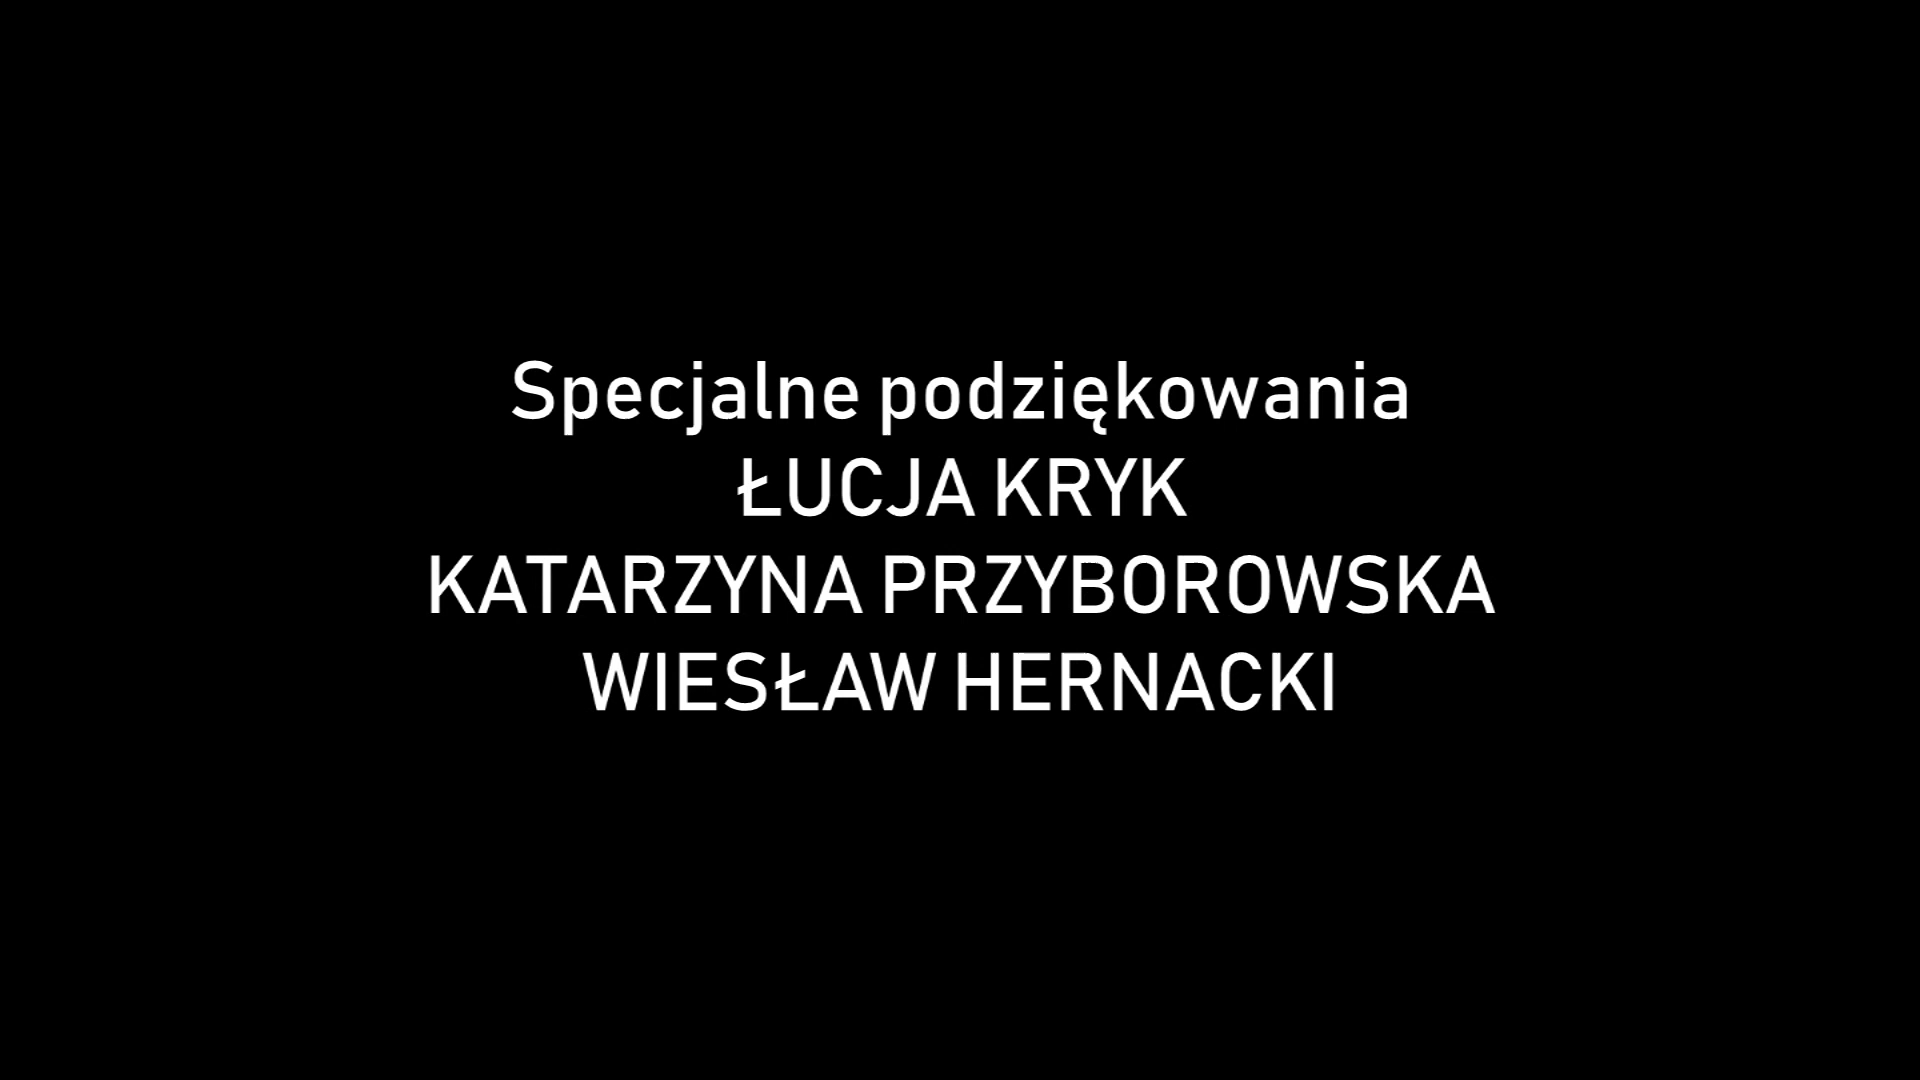 Specjalne podziękowania
ŁUCJA KRYK
KATARZYNA PRZYBOROWSKA
WIESŁAW HERNACKI